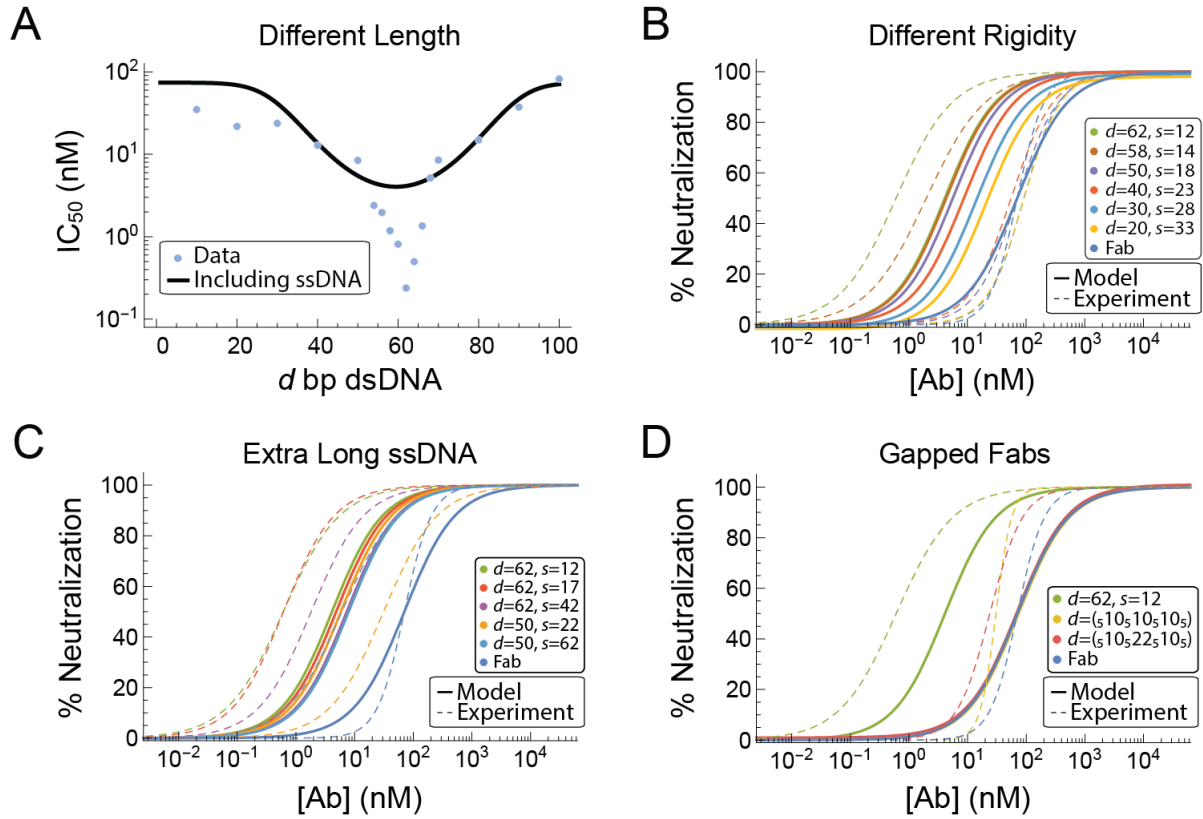 A
Different Length
10²
10¹
10⁰
10⁻¹
IC₅₀ (nM)
Data
Including ssDNA
0 20 40 60 80 100
d bp dsDNA
B
Different Rigidity
100
80
60
40
20
0
% Neutralization
d=62, s=12
d=58, s=14
d=50, s=18
d=40, s=23
d=30, s=28
d=20, s=33
Fab
Model
Experiment
10⁻² 10⁻¹ 10⁰ 10¹ 10² 10³ 10⁴
[Ab] (nM)
C
Extra Long ssDNA
100
80
60
40
20
0
% Neutralization
d=62, s=12
d=62, s=17
d=62, s=42
d=50, s=22
d=50, s=62
Fab
Model
Experiment
10⁻² 10⁻¹ 10⁰ 10¹ 10² 10³ 10⁴
[Ab] (nM)
D
Gapped Fabs
100
80
60
40
20
0
% Neutralization
d=62, s=12
d=(₅10₅10₅10₅)
d=(₅10₅22₅10₅)
Fab
Model
Experiment
10⁻² 10⁻¹ 10⁰ 10¹ 10² 10³ 10⁴
[Ab] (nM)